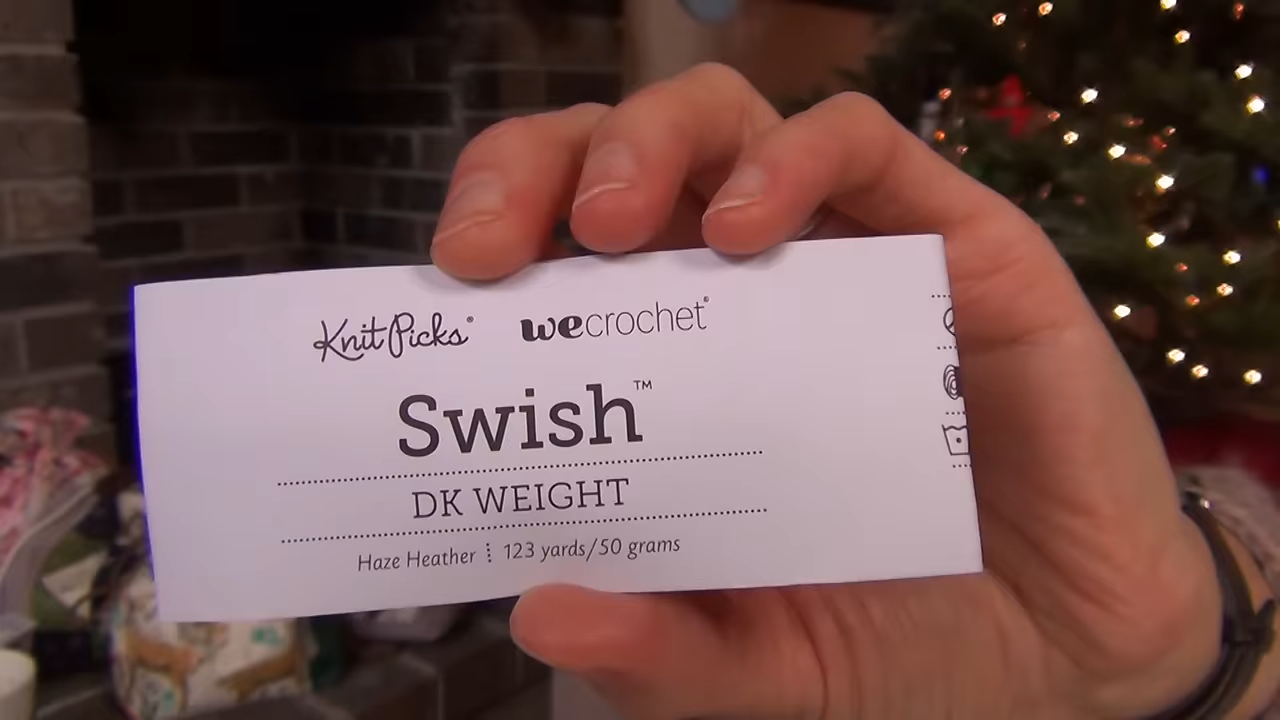 KnitPicks® wecrochet®
Swish™
DK WEIGHT
Haze Heather ⁞ 123 yards/50 grams